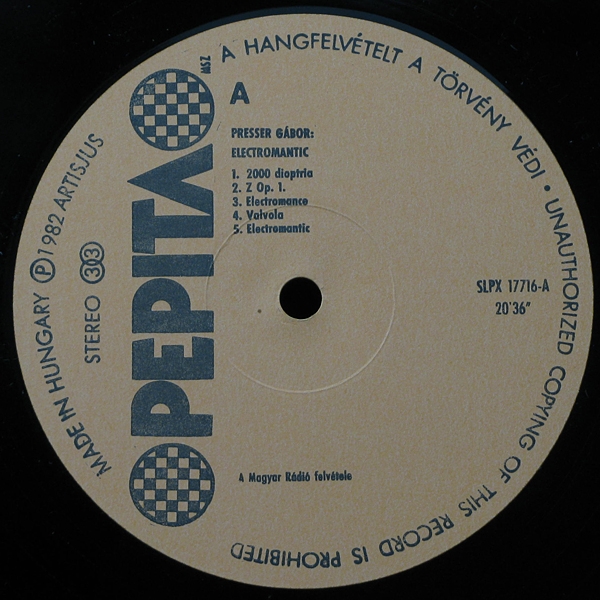 A HANGFELVÉTELT A TÖRVÉNY VÉDI • UNAUTHORIZED COPYING OF THIS RECORD IS PROHIBITED
MSZ
A
PRESSER GÁBOR:
ELECTROMANTIC
1. 2000 dioptria
2. Z Op. 1.
3. Electromance
4. Valvola
5. Electromantic
SLPX 17716-A
20'36"
A Magyar Rádió felvétele
PEPITA
STEREO 33
MADE IN HUNGARY Ⓟ 1982 ARTISJUS